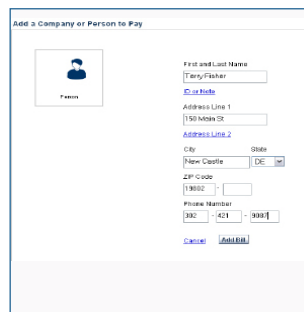 Add a Company or Person to Pay
Person
First and Last Name
Terry Fisher
ID or Note
Address Line 1
150 Main St
Address Line 2
City State
New Castle DE
ZIP Code
19802 -
Phone Number
302 - 421 - 9087
Cancel Add Bill